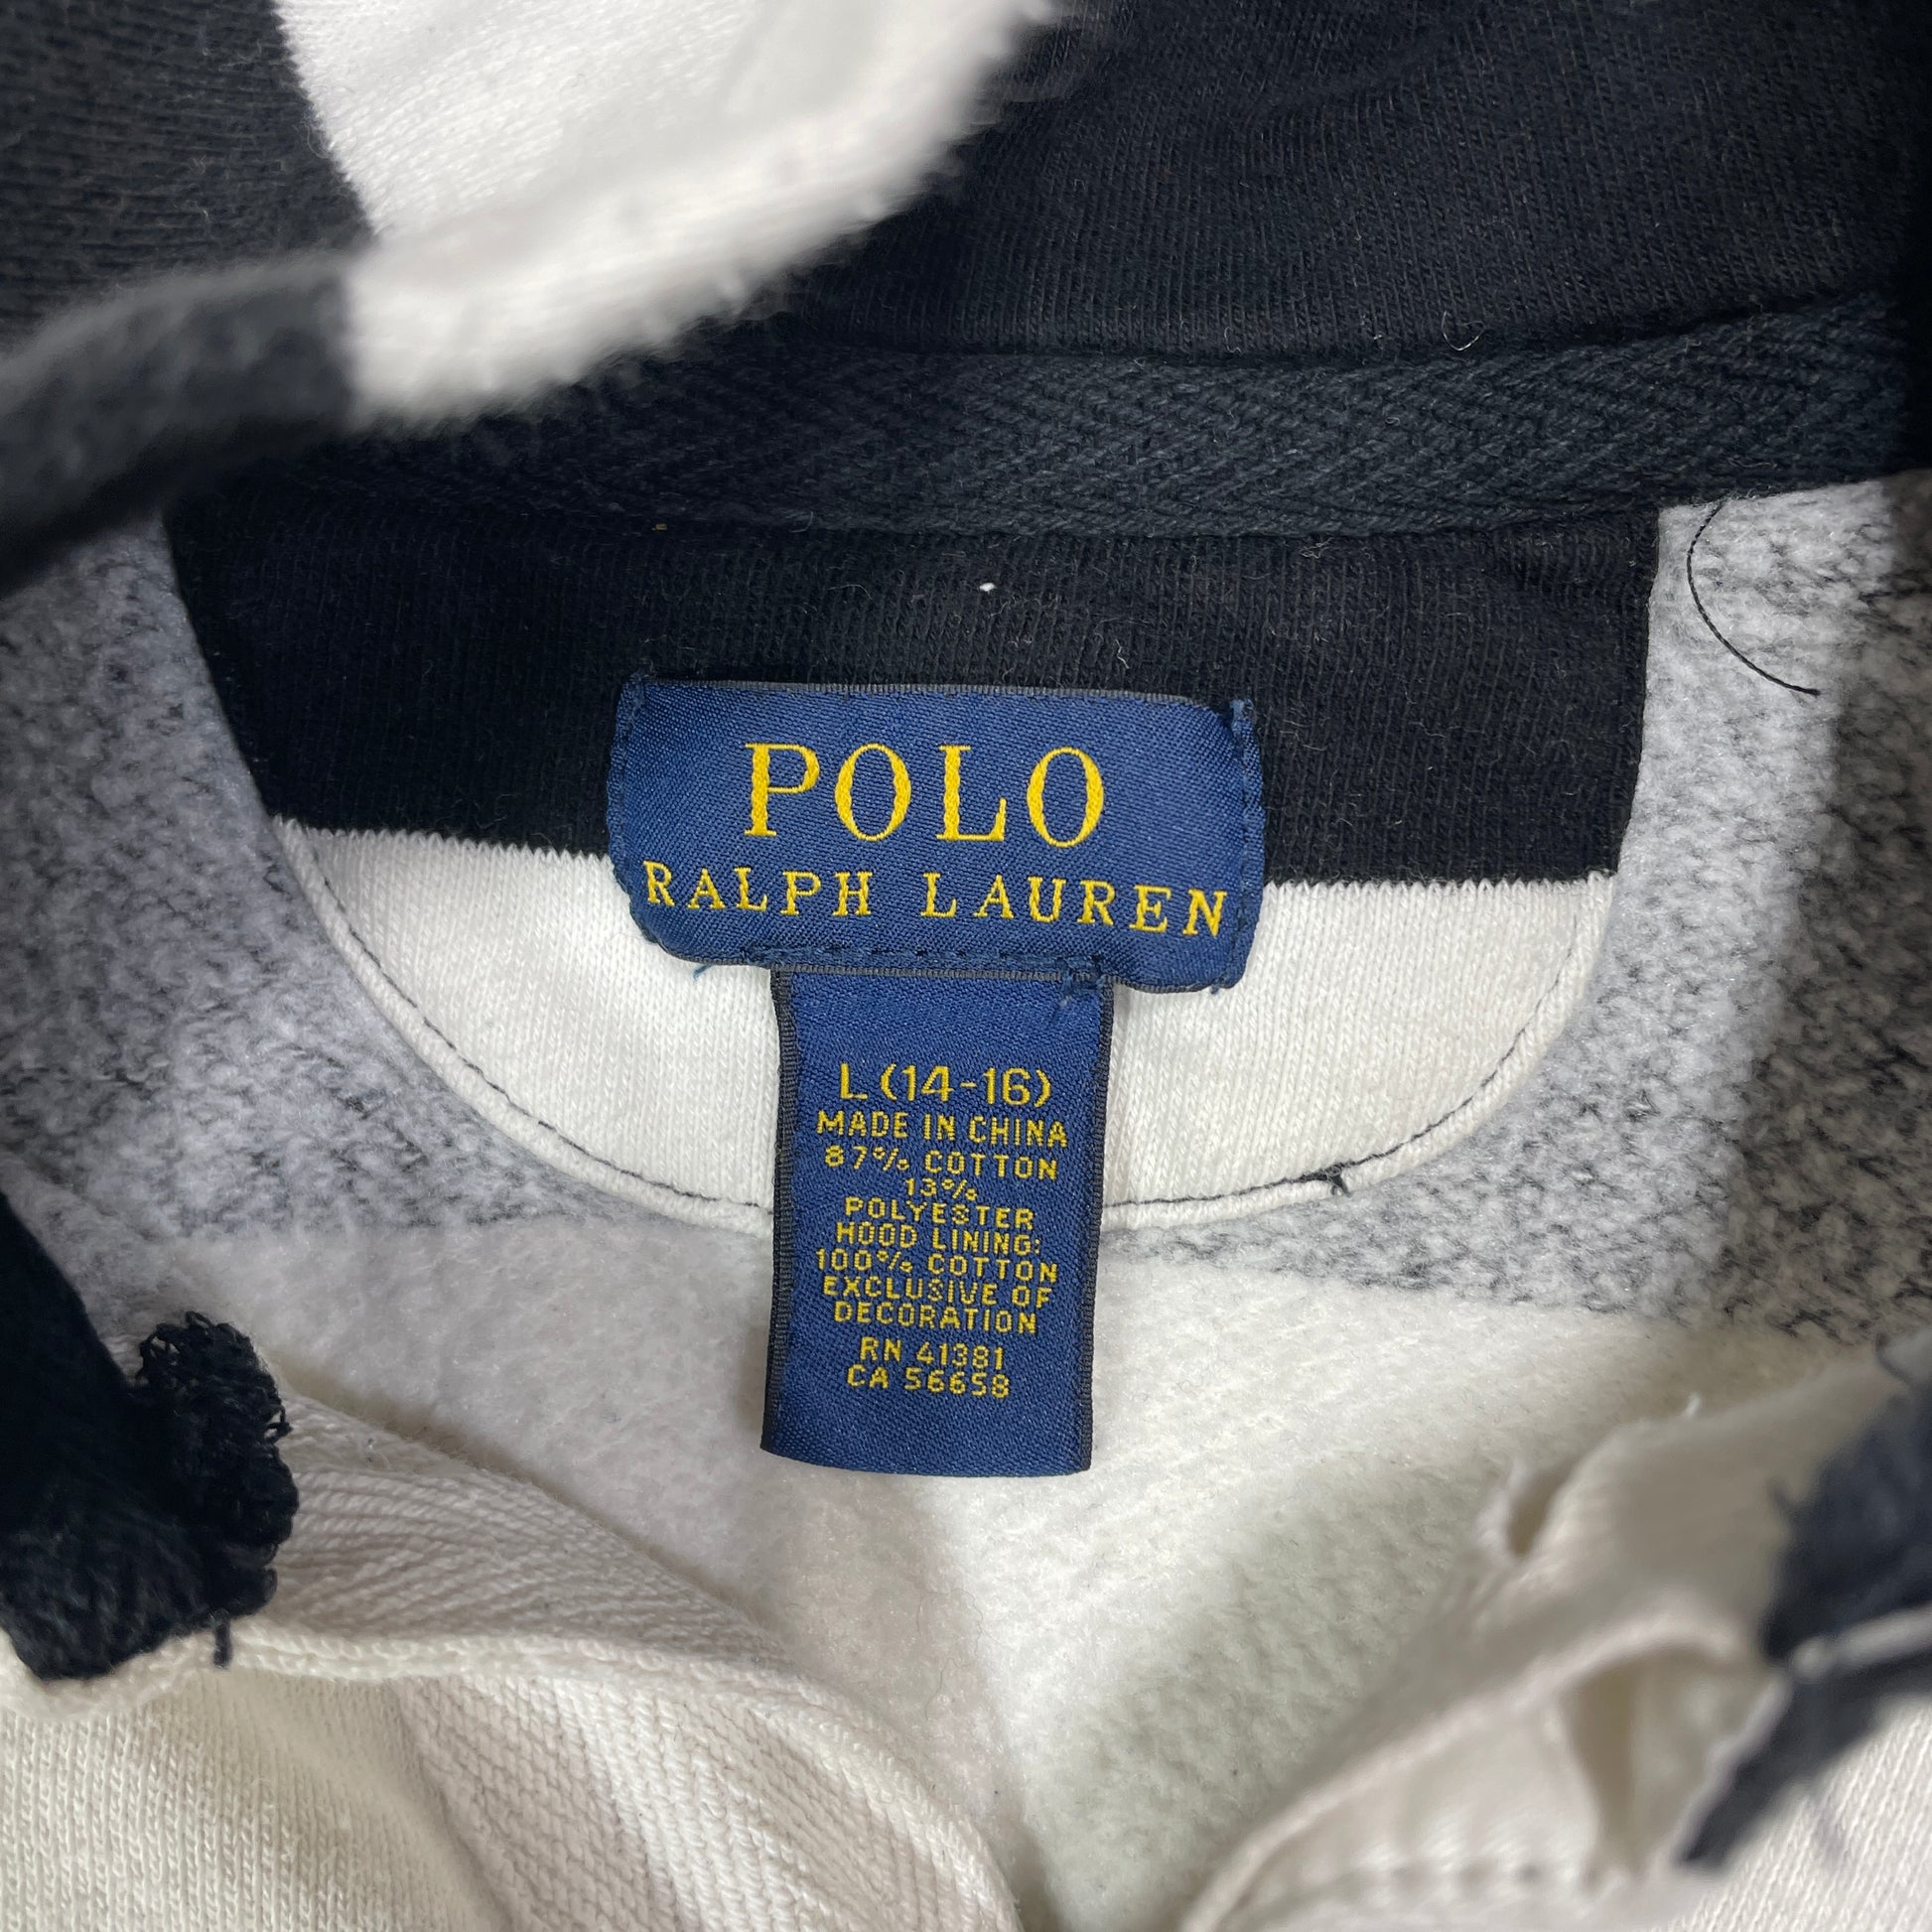 POLO
RALPH LAUREN
L (14-16)
MADE IN CHINA
87% COTTON
13%
POLYESTER
HOOD LINING:
100% COTTON
EXCLUSIVE OF
DECORATION
RN 41381
CA 56658